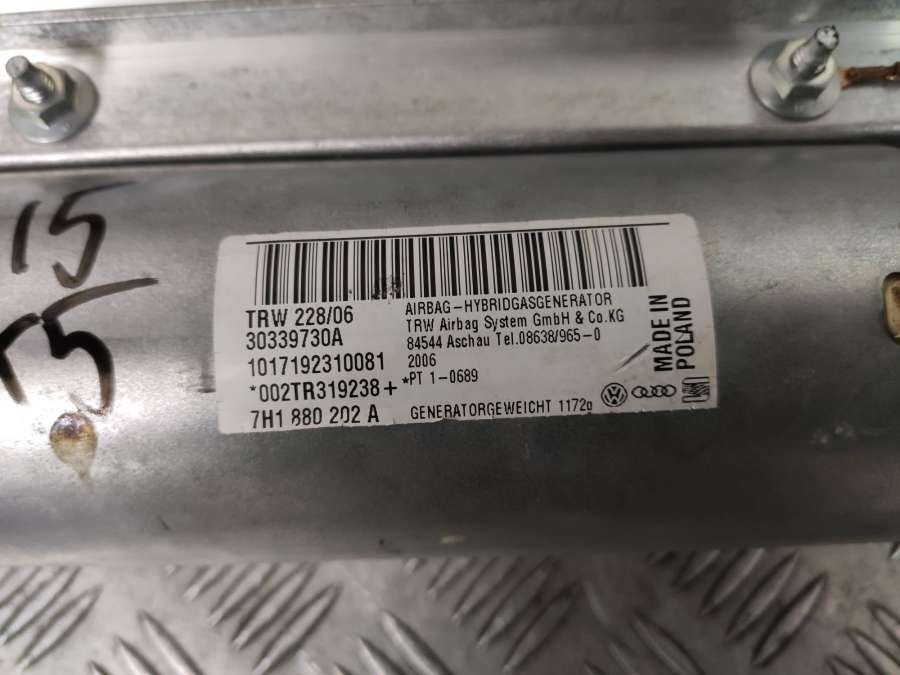 15
T5
TRW 228/06
30339730A
1017192310081
*002TR319238+
7H1 880 202 A
AIRBAG-HYBRIDGASGENERATOR
TRW Airbag System GmbH & Co.KG
84544 Aschau Tel.08638/965-0
2006
*PT 1-0689
GENERATORGEWEICHT 1172g
MADE IN
POLAND